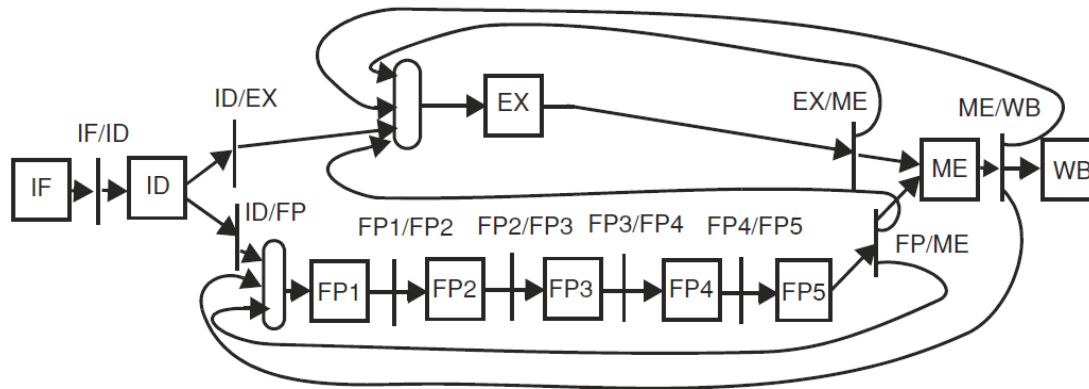 ID/EX
EX
EX/ME
ME/WB
IF/ID
IF
ID
ME
WB
ID/FP
FP1/FP2
FP2/FP3
FP3/FP4
FP4/FP5
FP/ME
FP1
FP2
FP3
FP4
FP5